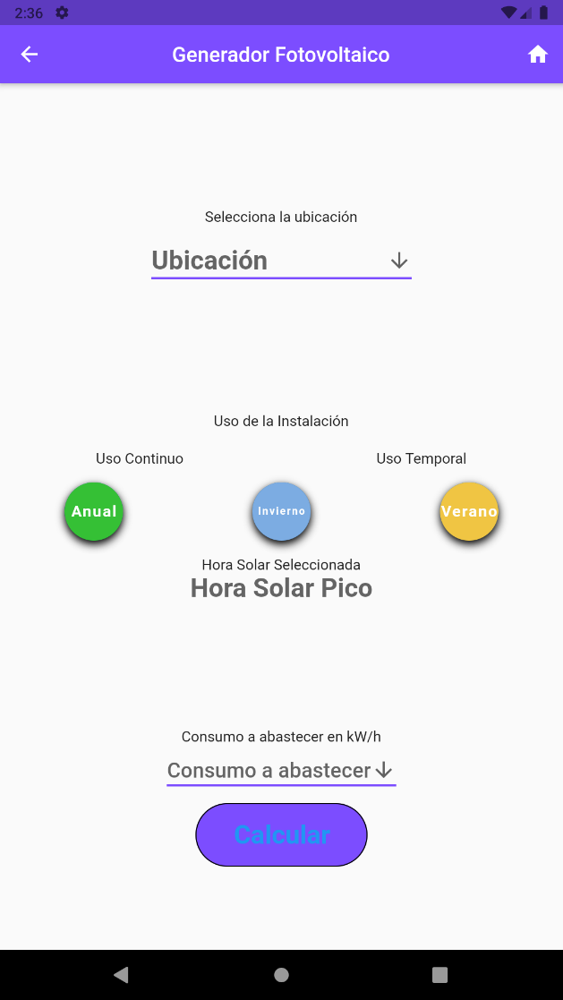 2:36
Generador Fotovoltaico
Selecciona la ubicación
Ubicación
Uso de la Instalación
Uso Continuo
Uso Temporal
Anual
Invierno
Verano
Hora Solar Seleccionada
Hora Solar Pico
Consumo a abastecer en kW/h
Consumo a abastecer
Calcular